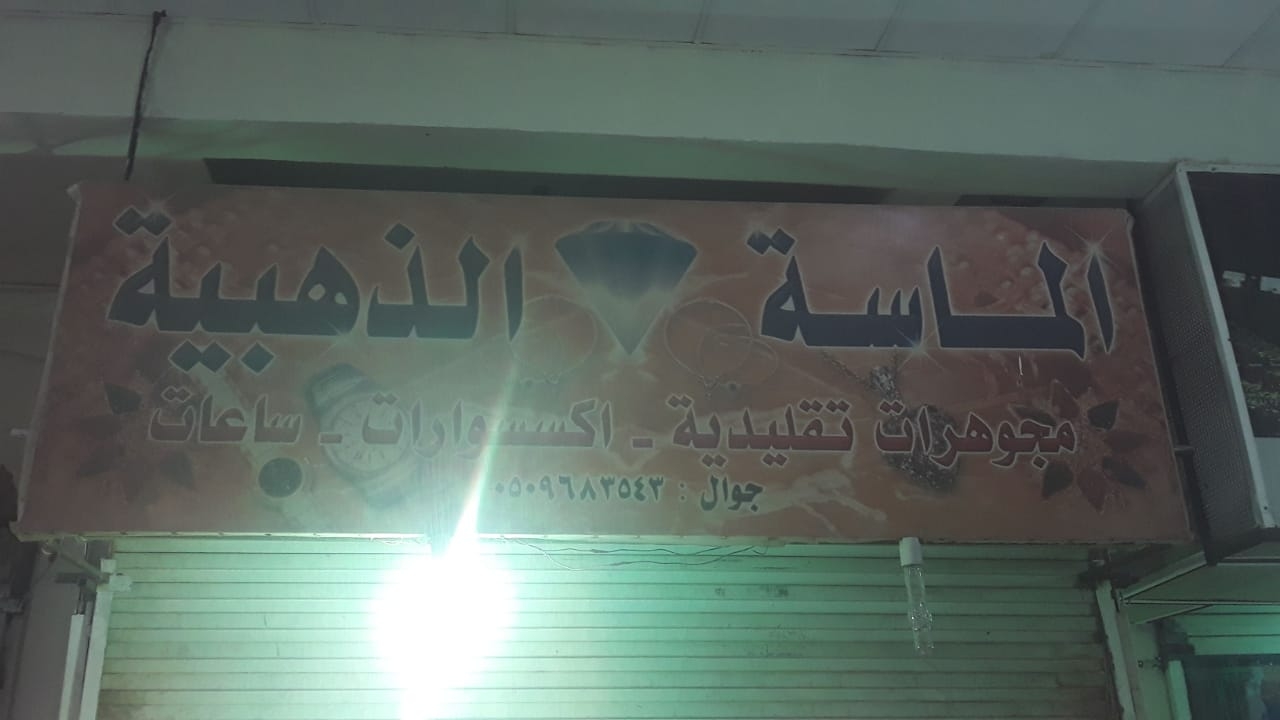 الماسة الذهبية
مجوهرات تقليدية - اكسسوارات - ساعات
جوال : ٠٥٠٩٦٨٣٥٤٣